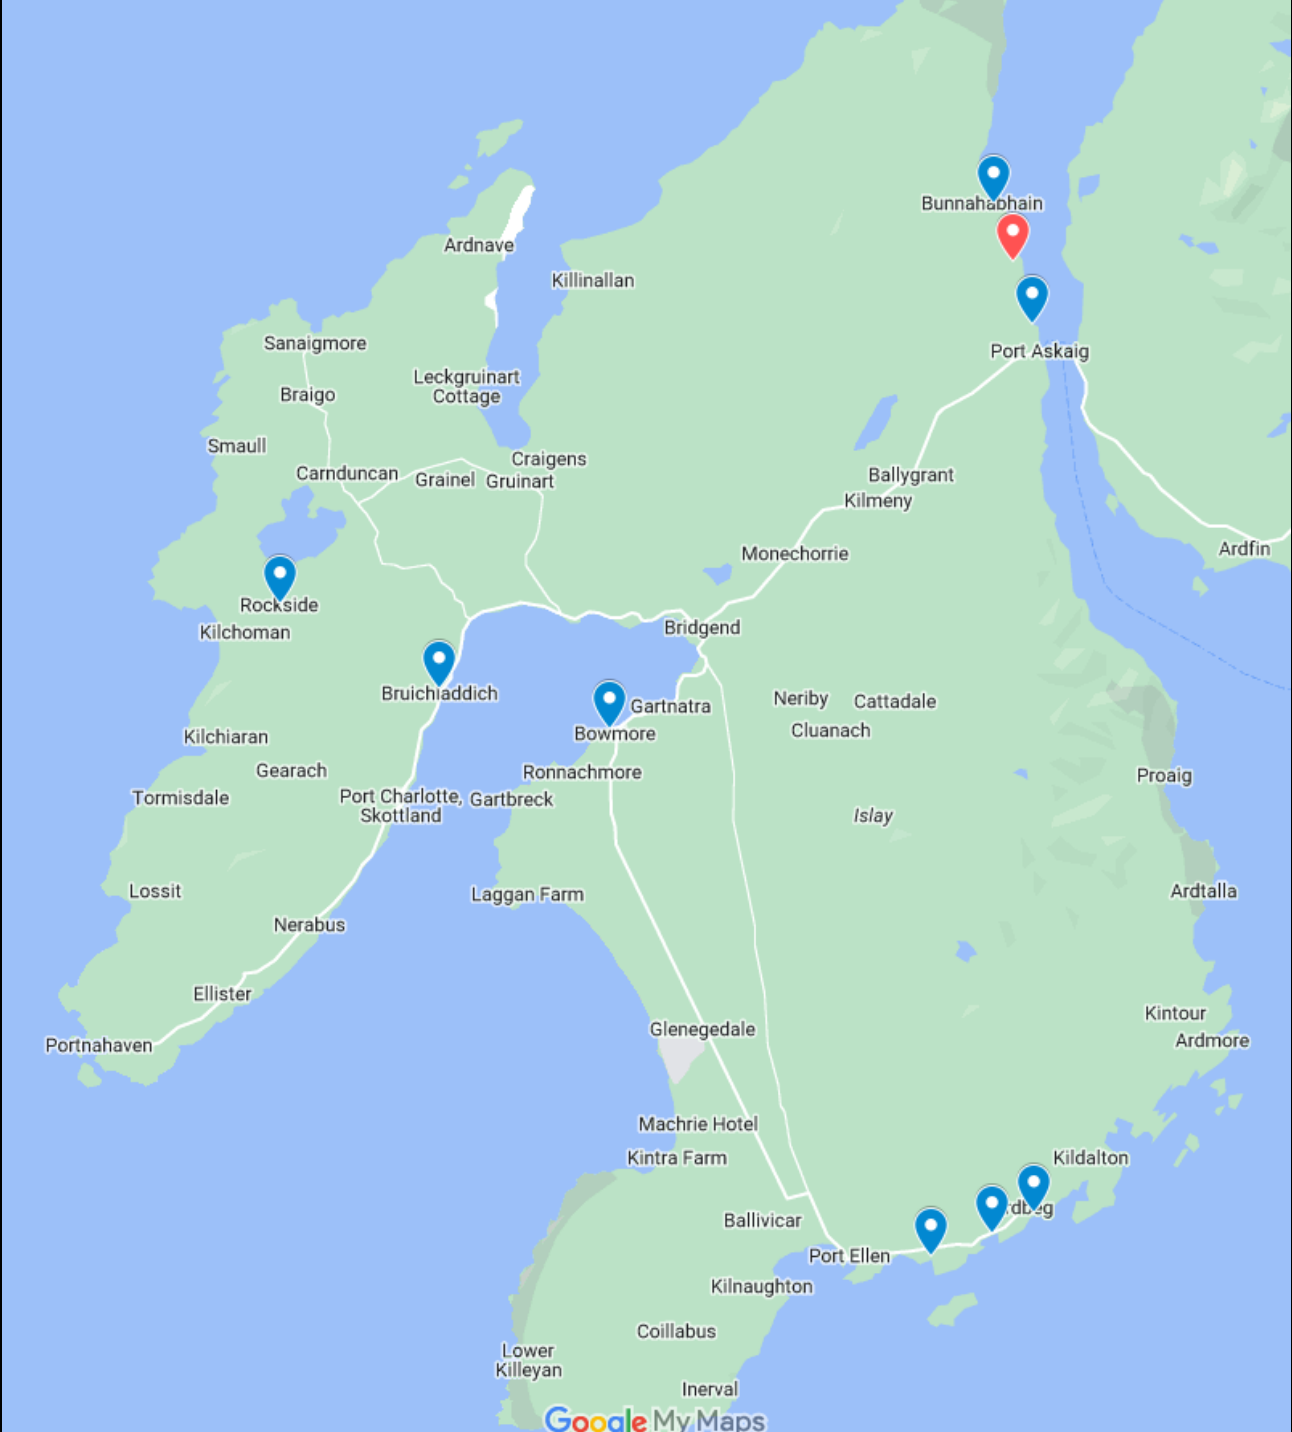 Bunnahabhain
Ardnave
Killinallan
Sanaigmore
Port Askaig
Leckgruinart
Cottage
Braigo
Smaull
Craigens
Carnduncan
Grainel
Gruinart
Ballygrant
Kilmeny
Ardfin
Monechorrie
Rockside
Kilchoman
Bridgend
Bruichladdich
Neriby
Cattadale
Gartnatra
Cluanach
Bowmore
Kilchiaran
Gearach
Ronnachmore
Proaig
Tormisdale
Port Charlotte,
Skottland
Gartbreck
Islay
Lossit
Laggan Farm
Ardtalla
Nerabus
Ellister
Kintour
Glenegedale
Ardmore
Portnahaven
Machrie Hotel
Kintra Farm
Kildalton
rdbeg
Ballivicar
Port Ellen
Kilnaughton
Coillabus
Lower
Killeyan
Inerval
Google My Maps